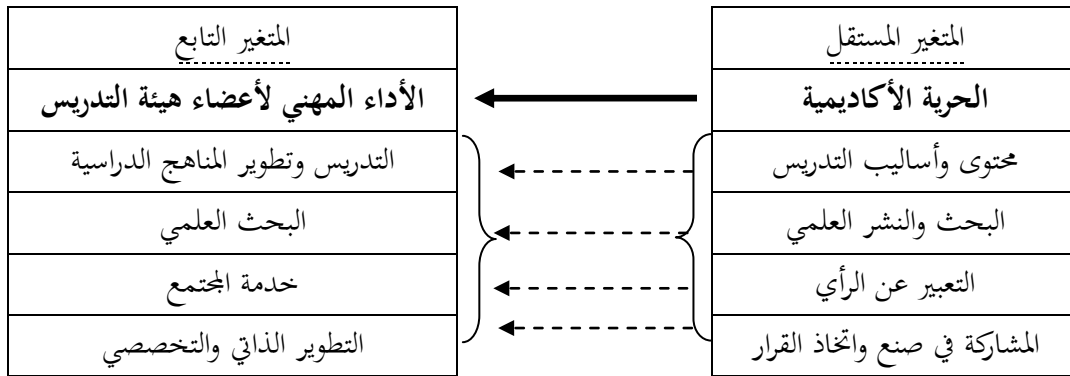 المتغير المستقل
الحرية الأكاديمية
محتوى وأساليب التدريس
البحث والنشر العلمي
التعبير عن الرأي
المشاركة في صنع واتخاذ القرار
المتغير التابع
الأداء المهني لأعضاء هيئة التدريس
التدريس وتطوير المناهج الدراسية
البحث العلمي
خدمة المجتمع
التطوير الذاتي والتخصصي